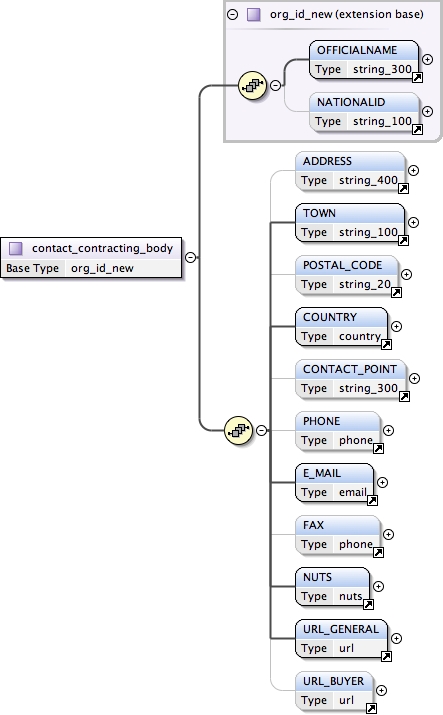 org_id_new (extension base)
OFFICIALNAME
Type string_300
NATIONALID
Type string_100
ADDRESS
Type string_400
TOWN
Type string_100
contact_contracting_body
Base Type org_id_new
POSTAL_CODE
Type string_20
COUNTRY
Type country
CONTACT_POINT
Type string_300
PHONE
Type phone
E_MAIL
Type email
FAX
Type phone
NUTS
Type nuts
URL_GENERAL
Type url
URL_BUYER
Type url